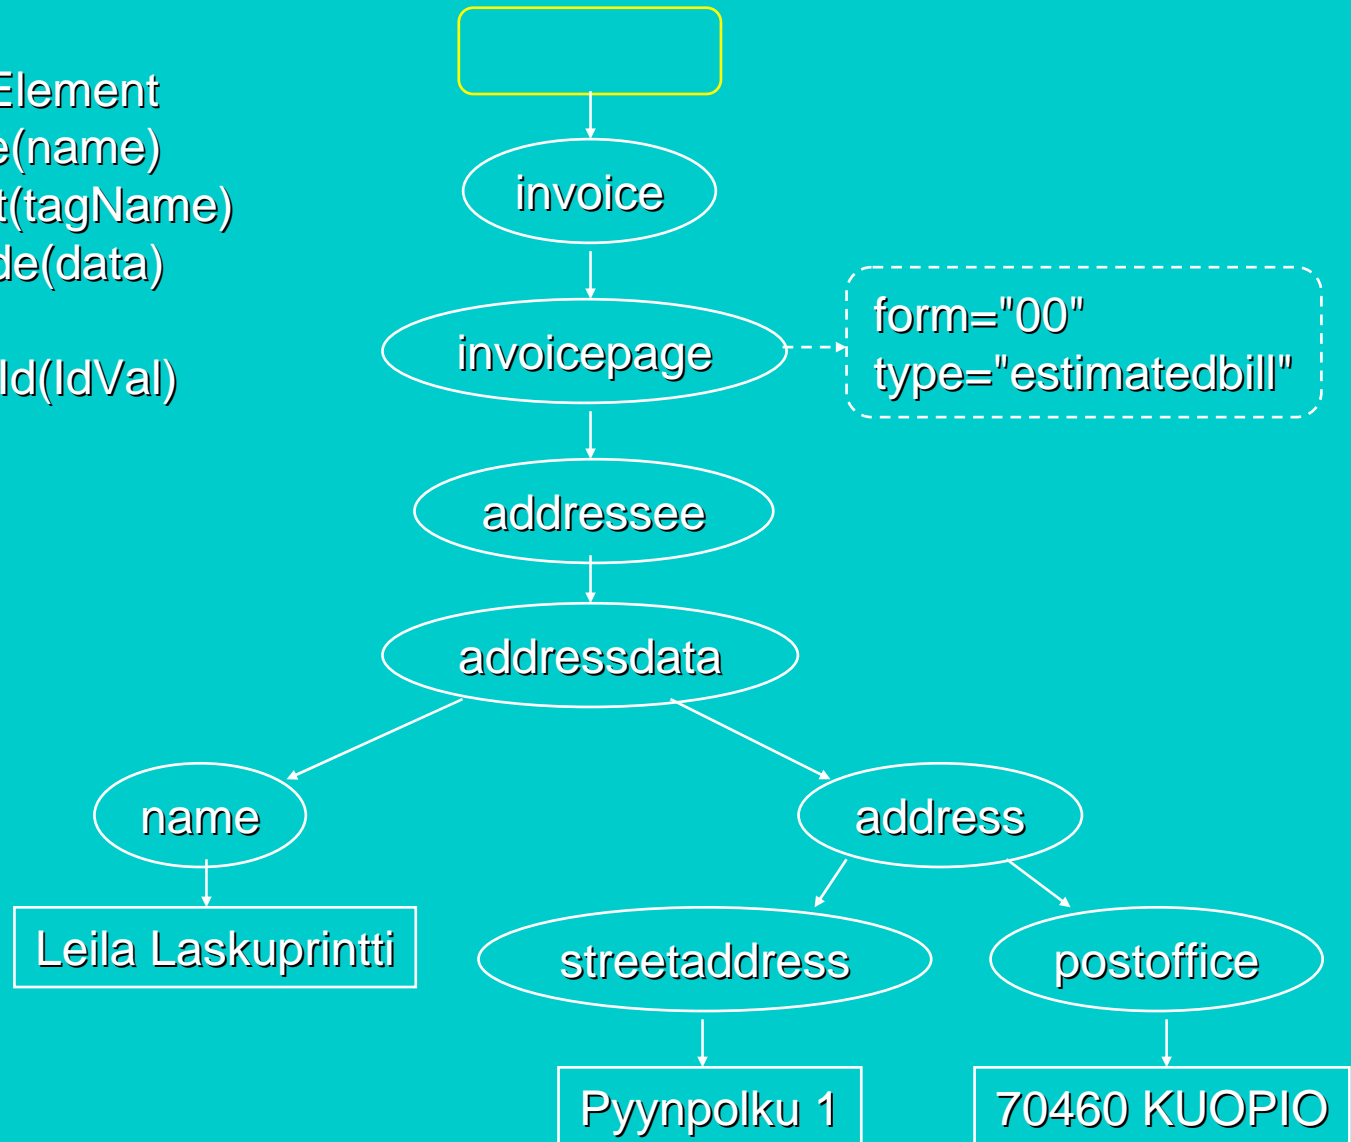 Element
e(name)
t(tagName)
de(data)
Id(IdVal)
invoice
invoicepage
form="00"
type="estimatedbill"
addressee
addressdata
name
address
Leila Laskuprintti
streetaddress
postoffice
Pyynpolku 1
70460 KUOPIO